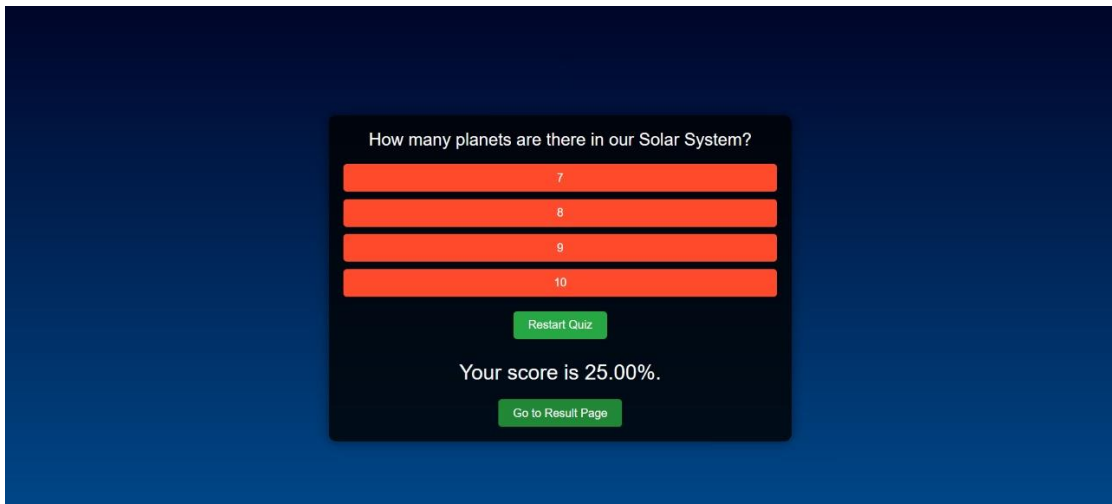 How many planets are there in our Solar System?
7
8
9
10
Restart Quiz
Your score is 25.00%.
Go to Result Page